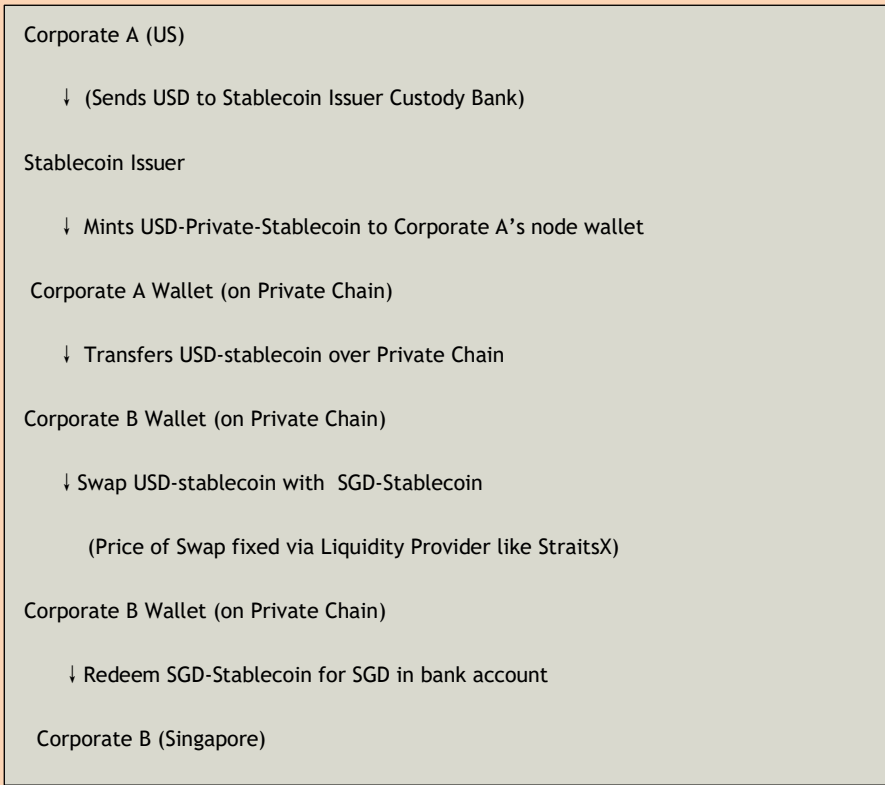 Corporate A (US)
↓ (Sends USD to Stablecoin Issuer Custody Bank)
Stablecoin Issuer
↓ Mints USD-Private-Stablecoin to Corporate A’s node wallet
Corporate A Wallet (on Private Chain)
↓ Transfers USD-stablecoin over Private Chain
Corporate B Wallet (on Private Chain)
↓ Swap USD-stablecoin with SGD-Stablecoin
(Price of Swap fixed via Liquidity Provider like StraitsX)
Corporate B Wallet (on Private Chain)
↓ Redeem SGD-Stablecoin for SGD in bank account
Corporate B (Singapore)